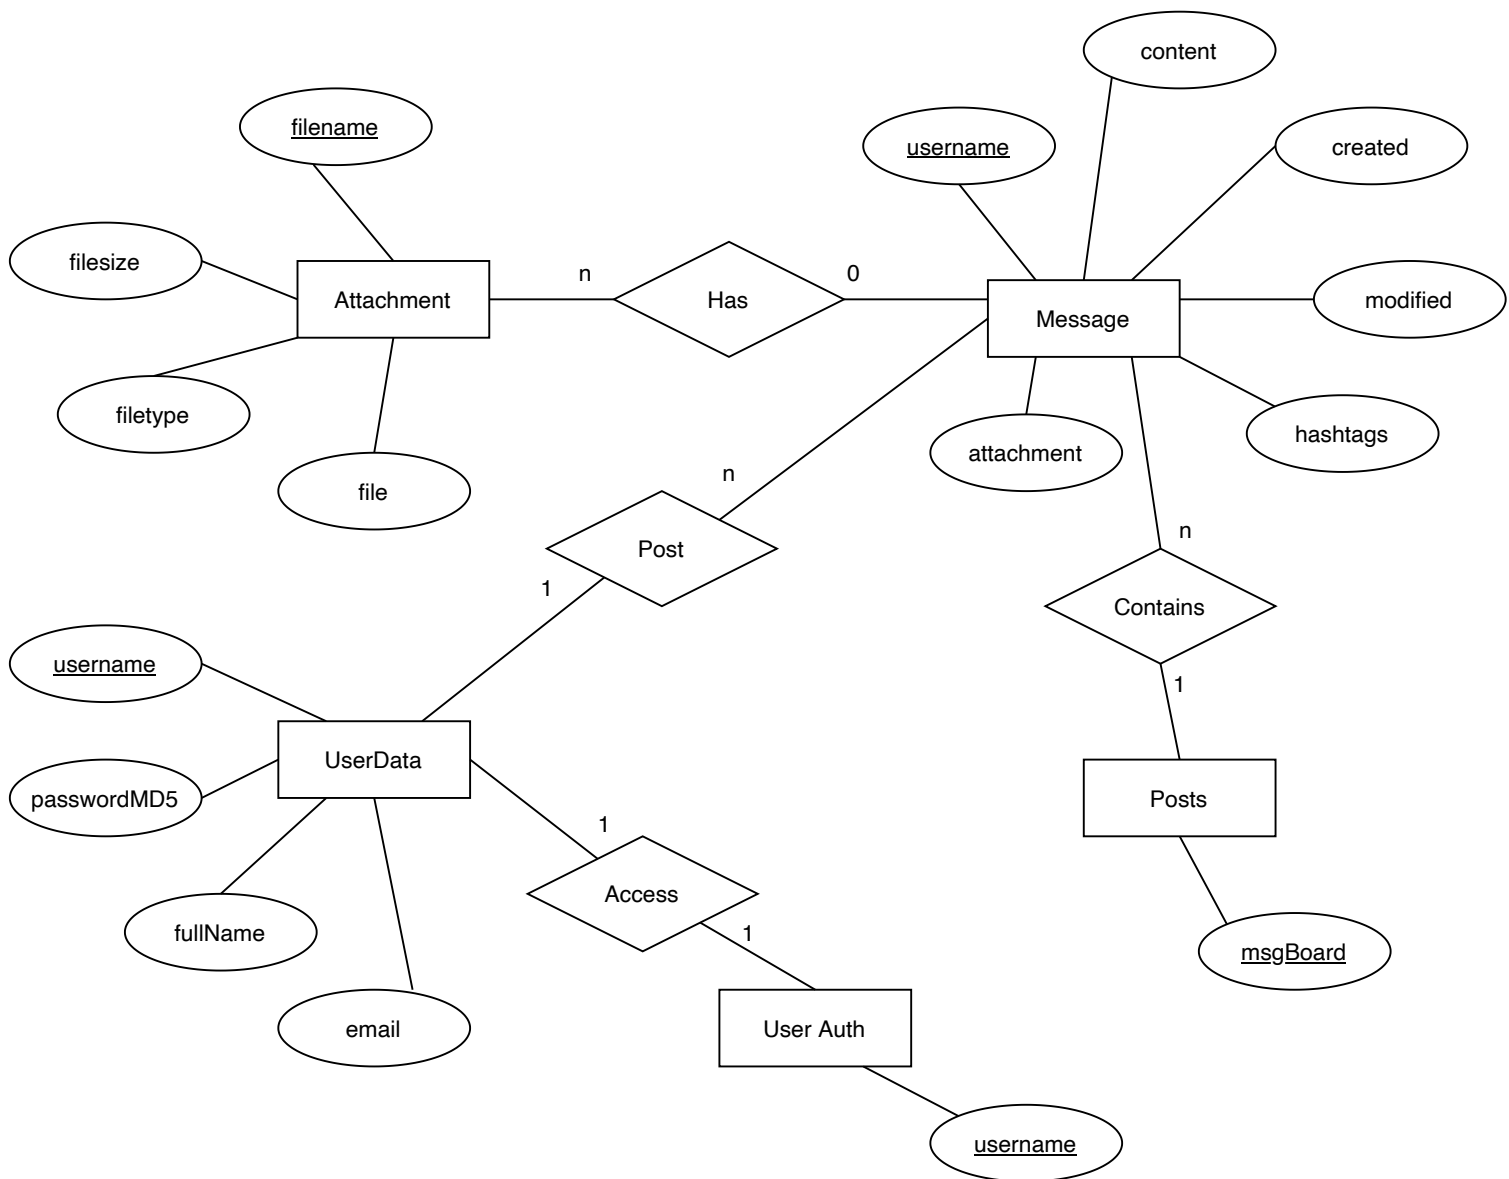 content
filename
username
created
filesize
n
0
Attachment
Has
modified
Message
filetype
hashtags
attachment
file
n
n
Post
1
Contains
username
1
UserData
passwordMD5
Posts
1
Access
fullName
1
msgBoard
email
User Auth
username